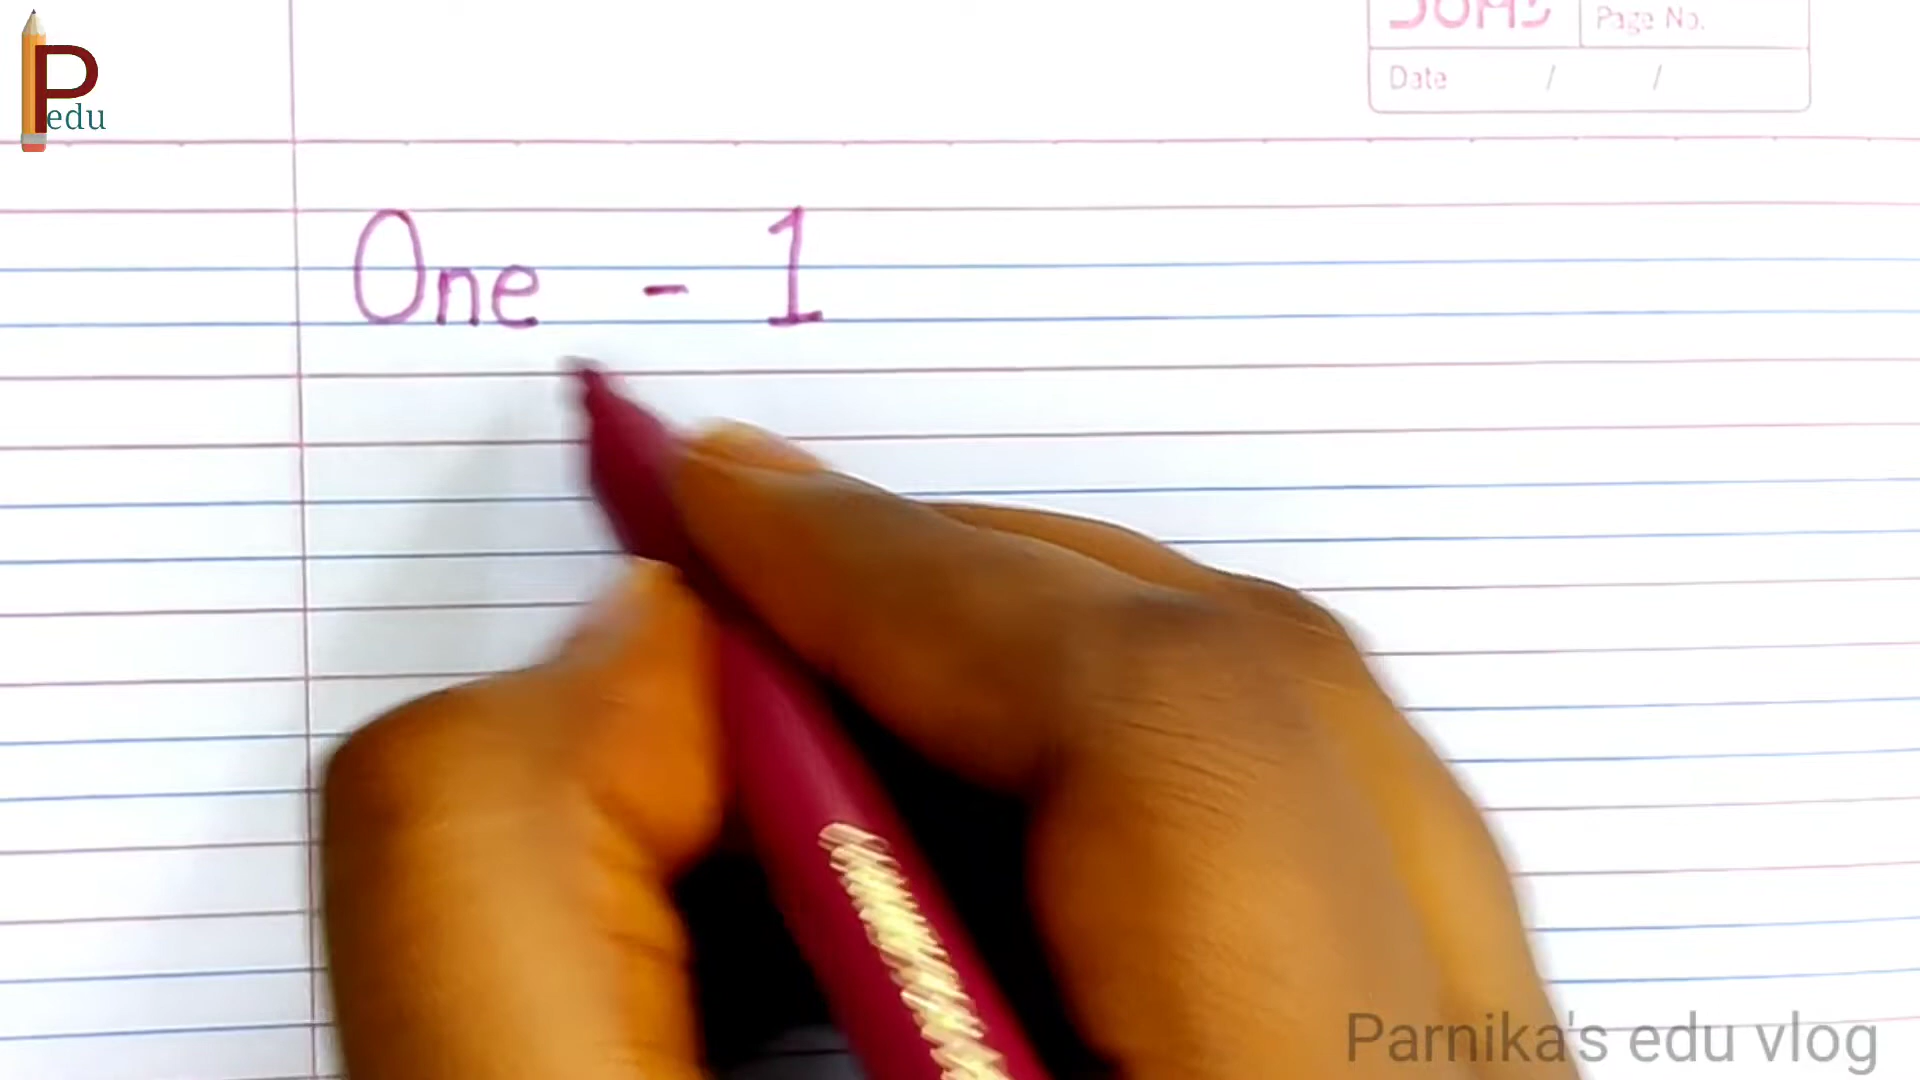 Page No.
Date / /
P
edu
One - 1
Parnika's edu vlog